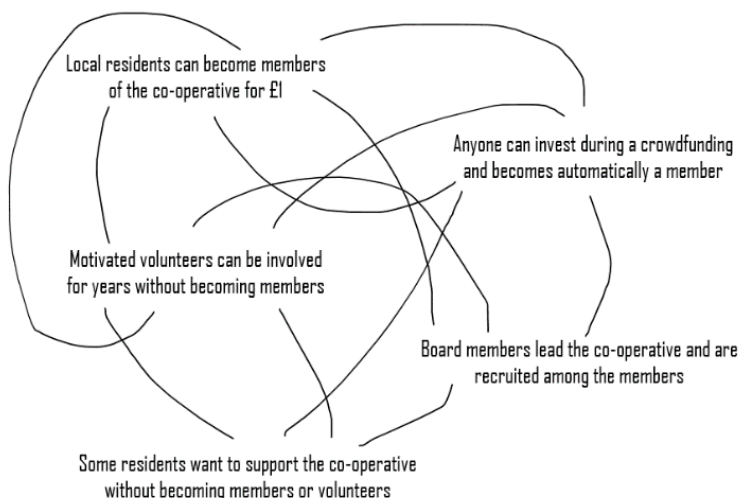 Local residents can become members
of the co-operative for £1
Anyone can invest during a crowdfunding
and becomes automatically a member
Motivated volunteers can be involved
for years without becoming members
Board members lead the co-operative and are
recruited among the members
Some residents want to support the co-operative
without becoming members or volunteers